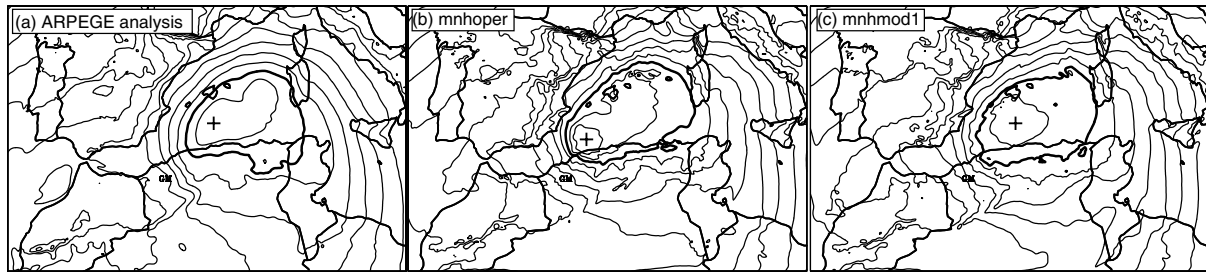 (a) ARPEGE analysis
(b) mnhoper
(c) mnhmod1
GM
GM
GM